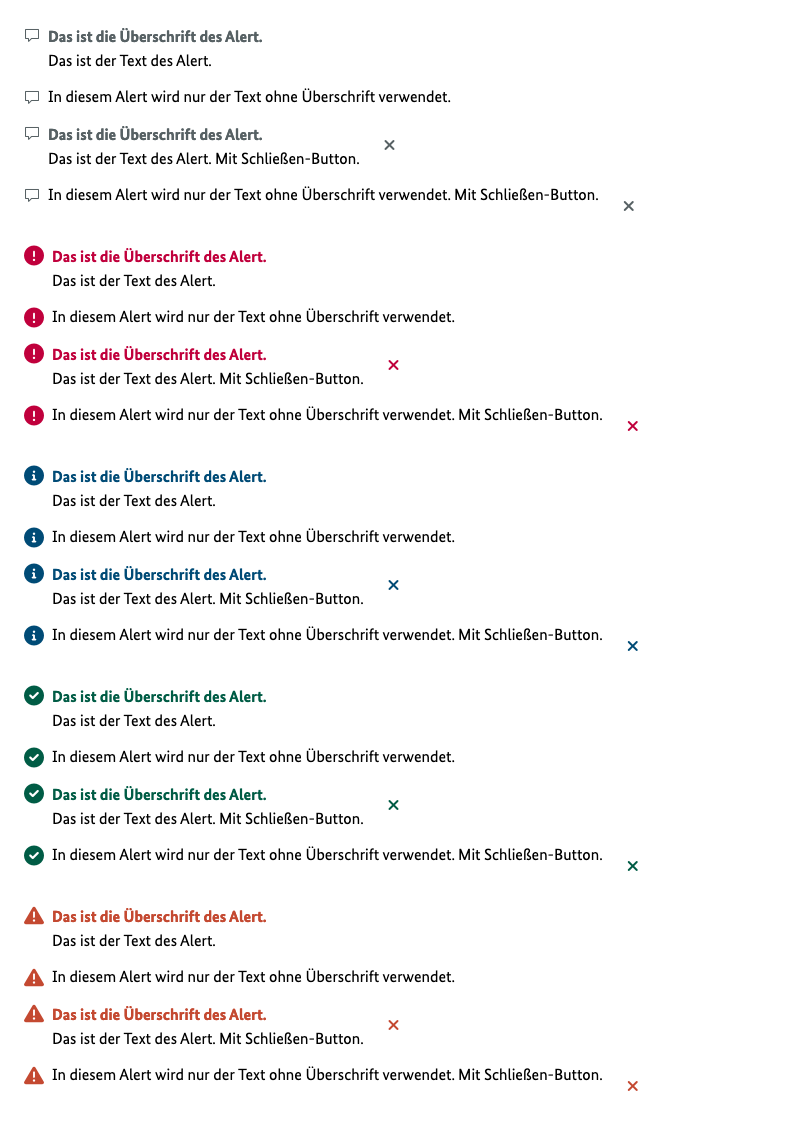 Das ist die Überschrift des Alert.
Das ist der Text des Alert.
In diesem Alert wird nur der Text ohne Überschrift verwendet.
Das ist die Überschrift des Alert.
Das ist der Text des Alert. Mit Schließen-Button.
In diesem Alert wird nur der Text ohne Überschrift verwendet. Mit Schließen-Button.
Das ist die Überschrift des Alert.
Das ist der Text des Alert.
In diesem Alert wird nur der Text ohne Überschrift verwendet.
Das ist die Überschrift des Alert.
Das ist der Text des Alert. Mit Schließen-Button.
In diesem Alert wird nur der Text ohne Überschrift verwendet. Mit Schließen-Button.
Das ist die Überschrift des Alert.
Das ist der Text des Alert.
In diesem Alert wird nur der Text ohne Überschrift verwendet.
Das ist die Überschrift des Alert.
Das ist der Text des Alert. Mit Schließen-Button.
In diesem Alert wird nur der Text ohne Überschrift verwendet. Mit Schließen-Button.
Das ist die Überschrift des Alert.
Das ist der Text des Alert.
In diesem Alert wird nur der Text ohne Überschrift verwendet.
Das ist die Überschrift des Alert.
Das ist der Text des Alert. Mit Schließen-Button.
In diesem Alert wird nur der Text ohne Überschrift verwendet. Mit Schließen-Button.
Das ist die Überschrift des Alert.
Das ist der Text des Alert.
In diesem Alert wird nur der Text ohne Überschrift verwendet.
Das ist die Überschrift des Alert.
Das ist der Text des Alert. Mit Schließen-Button.
In diesem Alert wird nur der Text ohne Überschrift verwendet. Mit Schließen-Button.